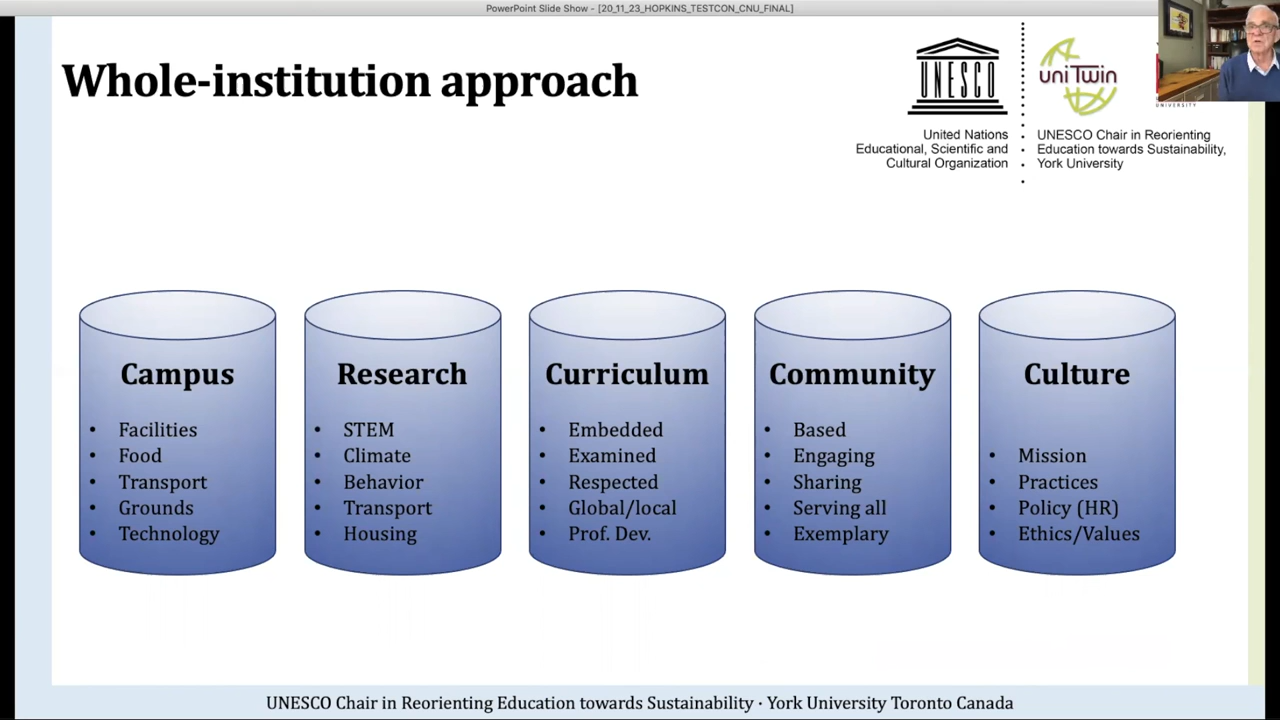 PowerPoint Slide Show - [20_11_23_HOPKINS_TESTCON_CNU_FINAL]
Whole-institution approach
UNESCO
United Nations
Educational, Scientific and
Cultural Organization
uniTwin
UNIVERSITY
UNESCO Chair in Reorienting
Education towards Sustainability,
York University
Campus
• Facilities
• Food
• Transport
• Grounds
• Technology
Research
• STEM
• Climate
• Behavior
• Transport
• Housing
Curriculum
• Embedded
• Examined
• Respected
• Global/local
• Prof. Dev.
Community
• Based
• Engaging
• Sharing
• Serving all
• Exemplary
Culture
• Mission
• Practices
• Policy (HR)
• Ethics/Values
UNESCO Chair in Reorienting Education towards Sustainability · York University Toronto Canada